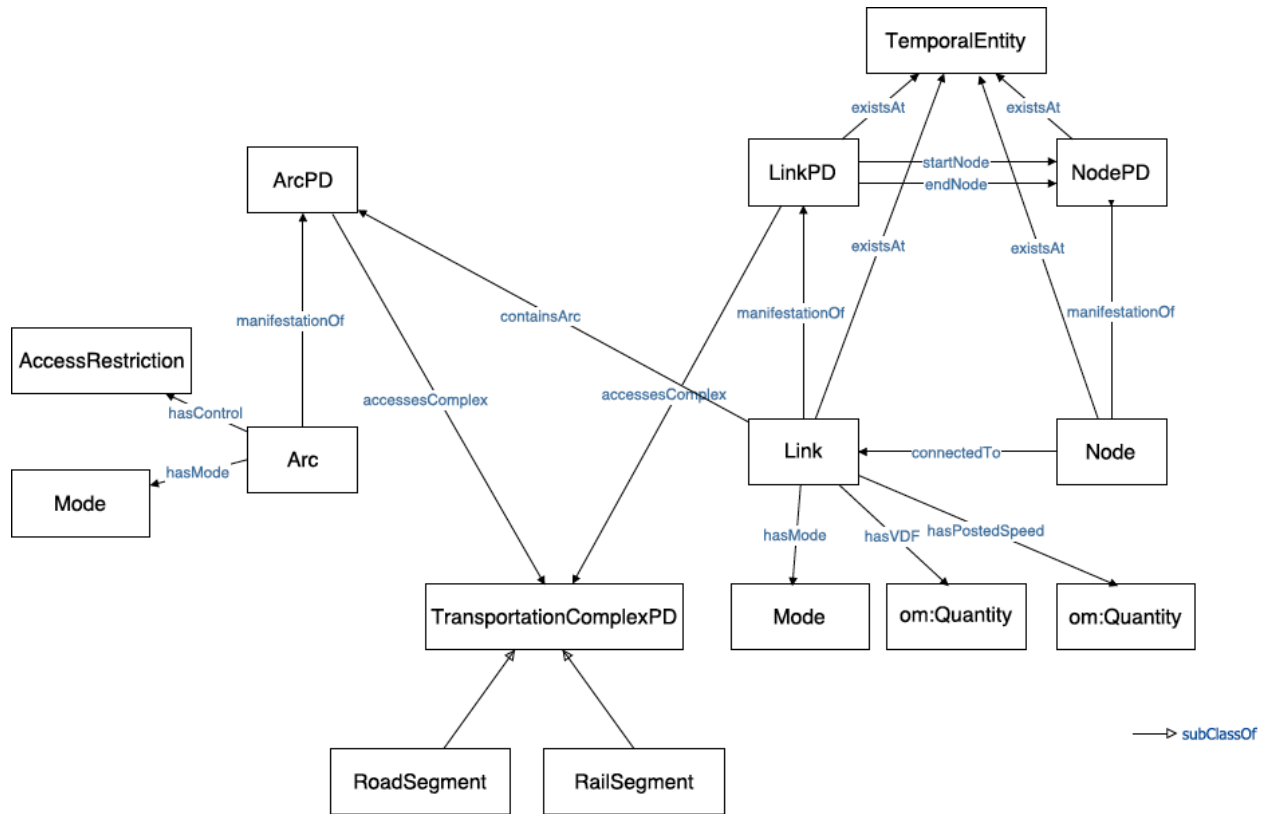 TemporalEntity
existsAt
existsAt
LinkPD
startNode
endNode
NodePD
ArcPD
existsAt
existsAt
manifestationOf
containsArc
manifestationOf
manifestationOf
AccessRestriction
accessesComplex
accessesComplex
hasControl
Arc
Link
connectedTo
Node
hasMode
Mode
hasMode
hasVDF
hasPostedSpeed
TransportationComplexPD
Mode
om:Quantity
om:Quantity
subClassOf
RoadSegment
RailSegment